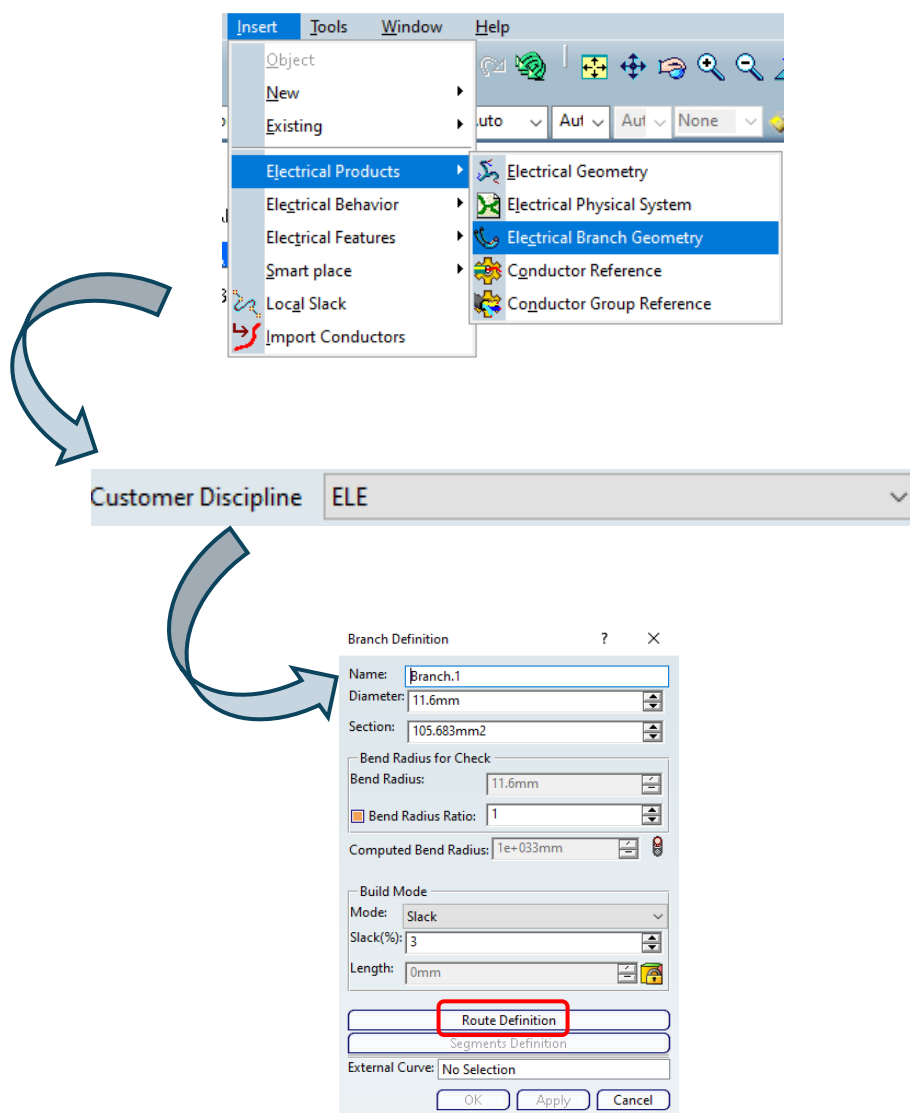 Insert Tools Window Help
Object
New
Existing
uto Aut Aut None
Electrical Products
Electrical Geometry
Electrical Behavior
Electrical Physical System
Electrical Features
Electrical Branch Geometry
Smart place
Conductor Reference
Local Slack
Conductor Group Reference
Import Conductors
Customer Discipline ELE
Branch Definition ? ×
Name: Branch.1
Diameter: 11.6mm
Section: 105.683mm2
Bend Radius for Check
Bend Radius: 11.6mm
Bend Radius Ratio: 1
Computed Bend Radius: 1e+033mm
Build Mode
Mode: Slack
Slack(%): 3
Length: 0mm
Route Definition
Segments Definition
External Curve: No Selection
OK Apply Cancel